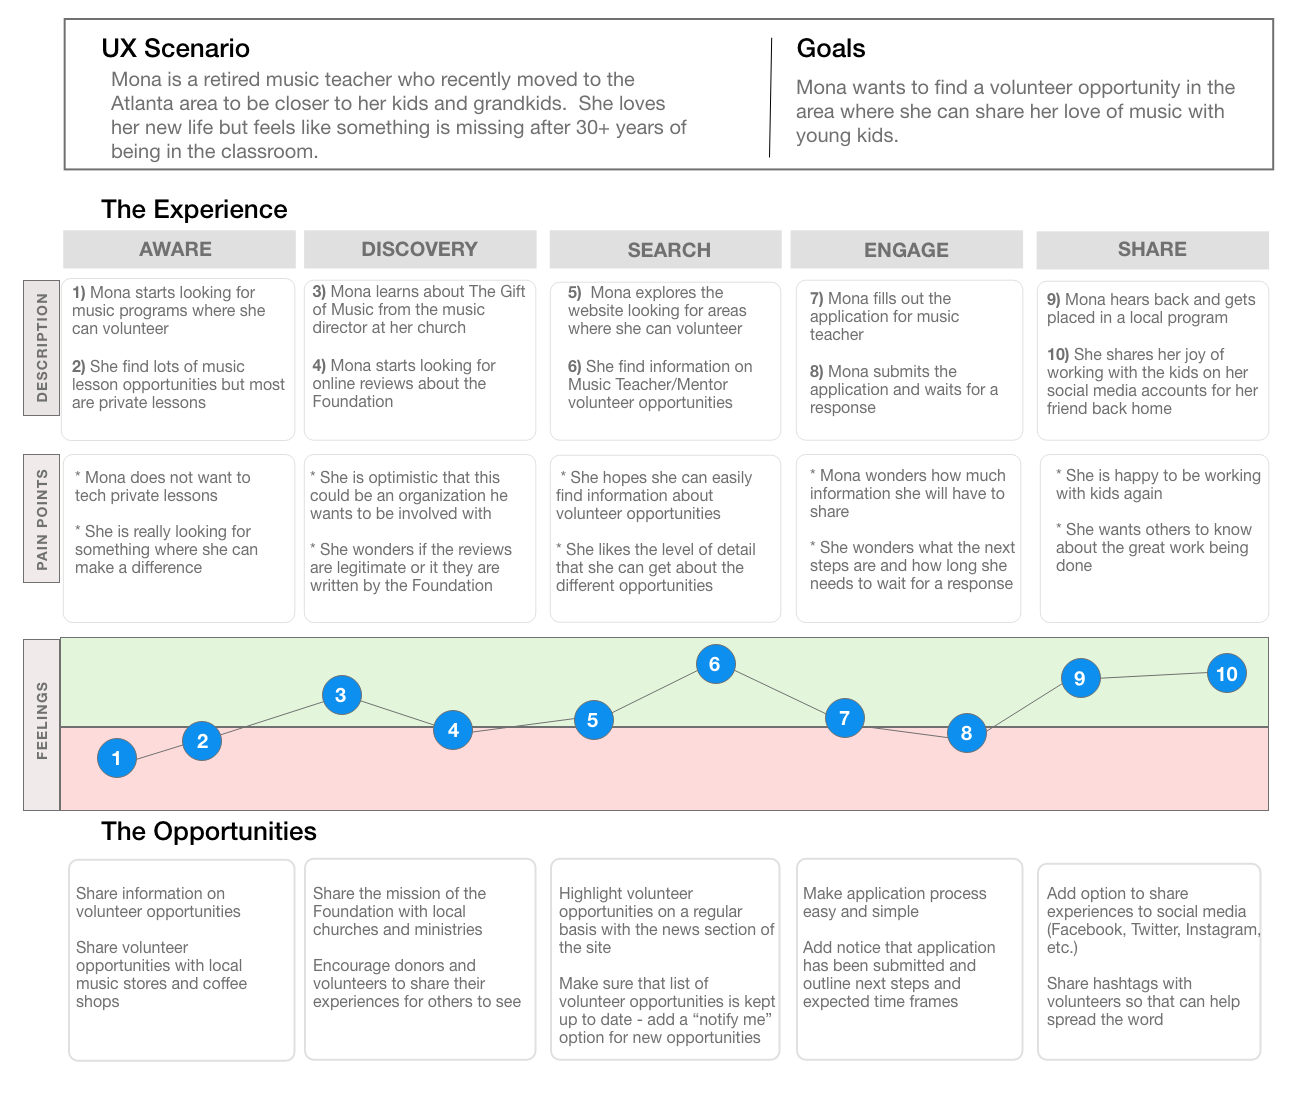 UX Scenario
Mona is a retired music teacher who recently moved to the
Atlanta area to be closer to her kids and grandkids.  She loves
her new life but feels like something is missing after 30+ years of
being in the classroom.
Goals
Mona wants to find a volunteer opportunity in the
area where she can share her love of music with
young kids.
The Experience
AWARE
DISCOVERY
SEARCH
ENGAGE
SHARE
DESCRIPTION
1) Mona starts looking for
music programs where she
can volunteer
2) She find lots of music
lesson opportunities but most
are private lessons
3) Mona learns about The Gift
of Music from the music
director at her church
4) Mona starts looking for
online reviews about the
Foundation
5)  Mona explores the
website looking for areas
where she can volunteer
6) She find information on
Music Teacher/Mentor
volunteer opportunities
7) Mona fills out the
application for music
teacher
8) Mona submits the
application and waits for a
response
9) Mona hears back and gets
placed in a local program
10) She shares her joy of
working with the kids on her
social media accounts for her
friend back home
PAIN POINTS
* Mona does not want to
tech private lessons
* She is really looking for
something where she can
make a difference
* She is optimistic that this
could be an organization he
wants to be involved with
* She wonders if the reviews
are legitimate or it they are
written by the Foundation
* She hopes she can easily
find information about
volunteer opportunities
* She likes the level of detail
that she can get about the
different opportunities
* Mona wonders how much
information she will have to
share
* She wonders what the next
steps are and how long she
needs to wait for a response
* She is happy to be working
with kids again
* She wants others to know
about the great work being
done
FEELINGS
1
2
3
4
5
6
7
8
9
10
The Opportunities
Share information on
volunteer opportunities
Share volunteer
opportunities with local
music stores and coffee
shops
Share the mission of the
Foundation with local
churches and ministries
Encourage donors and
volunteers to share their
experiences for others to see
Highlight volunteer
opportunities on a regular
basis with the news section of
the site
Make sure that list of
volunteer opportunities is kept
up to date - add a “notify me”
option for new opportunities
Make application process
easy and simple
Add notice that application
has been submitted and
outline next steps and
expected time frames
Add option to share
experiences to social media
(Facebook, Twitter, Instagram,
etc.)
Share hashtags with
volunteers so that can help
spread the word